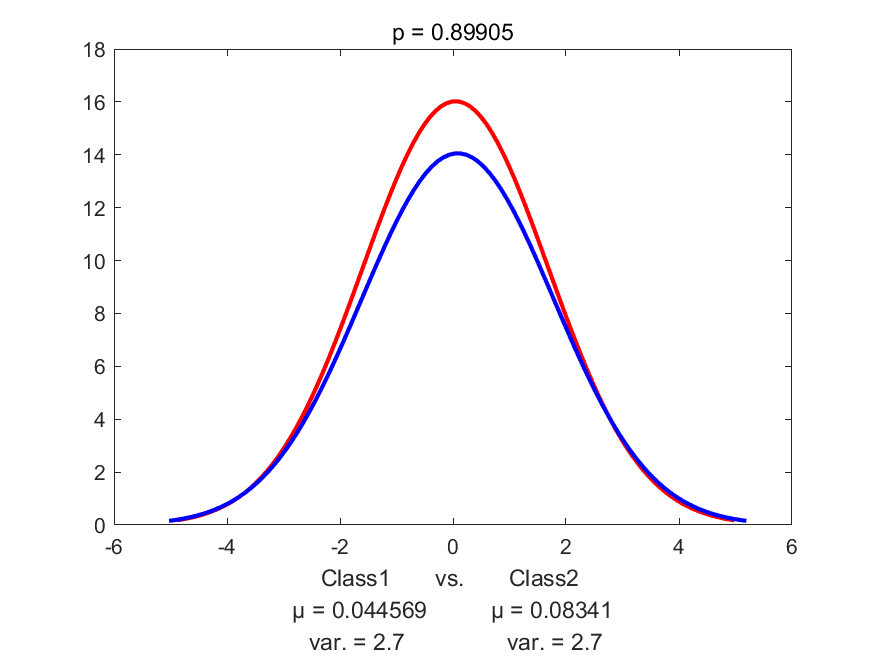 p = 0.89905
18
16
14
12
10
8
6
4
2
0
-6 -4 -2 0 2 4 6
Class1 vs. Class2
μ = 0.044569 μ = 0.08341
var. = 2.7 var. = 2.7